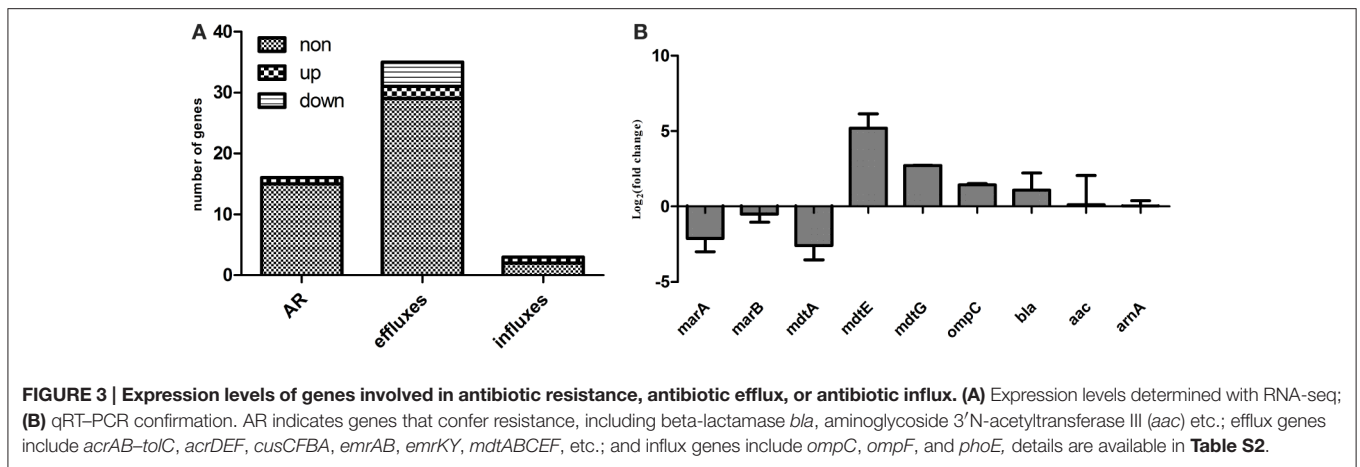 A
40
30
20
10
0
number of genes
non
up
down
AR
effluxes
influxes
B
10
5
0
-5
Log2(fold change)
marA
marB
mdtA
mdtE
mdtG
ompC
bla
aac
arnA
FIGURE 3 | Expression levels of genes involved in antibiotic resistance, antibiotic efflux, or antibiotic influx. (A) Expression levels determined with RNA-seq;
(B) qRT–PCR confirmation. AR indicates genes that confer resistance, including beta-lactamase bla, aminoglycoside 3′N-acetyltransferase III (aac) etc.; efflux genes
include acrAB–tolC, acrDEF, cusCFBA, emrAB, emrKY, mdtABCEF, etc.; and influx genes include ompC, ompF, and phoE, details are available in Table S2.